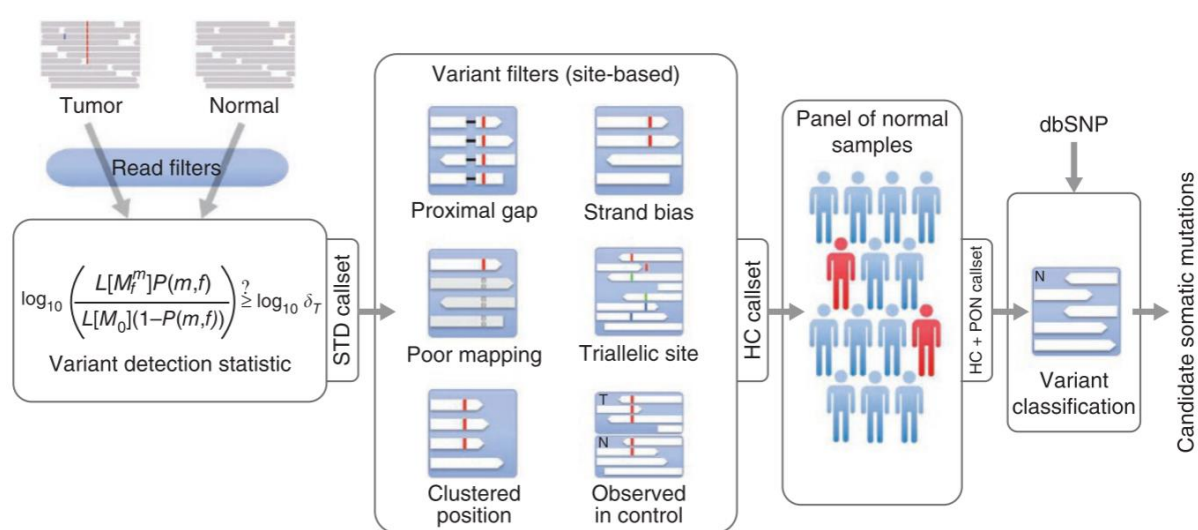 Tumor
Normal
Read filters
log10 (L[M_f^m]P(m,f) / L[M0](1–P(m,f))) ≥? log10 δT
Variant detection statistic
STD callset
Variant filters (site-based)
Proximal gap
Strand bias
Poor mapping
Triallelic site
Clustered
position
T
N
Observed
in control
HC callset
Panel of normal
samples
HC + PON callset
dbSNP
N
Variant
classification
Candidate somatic mutations